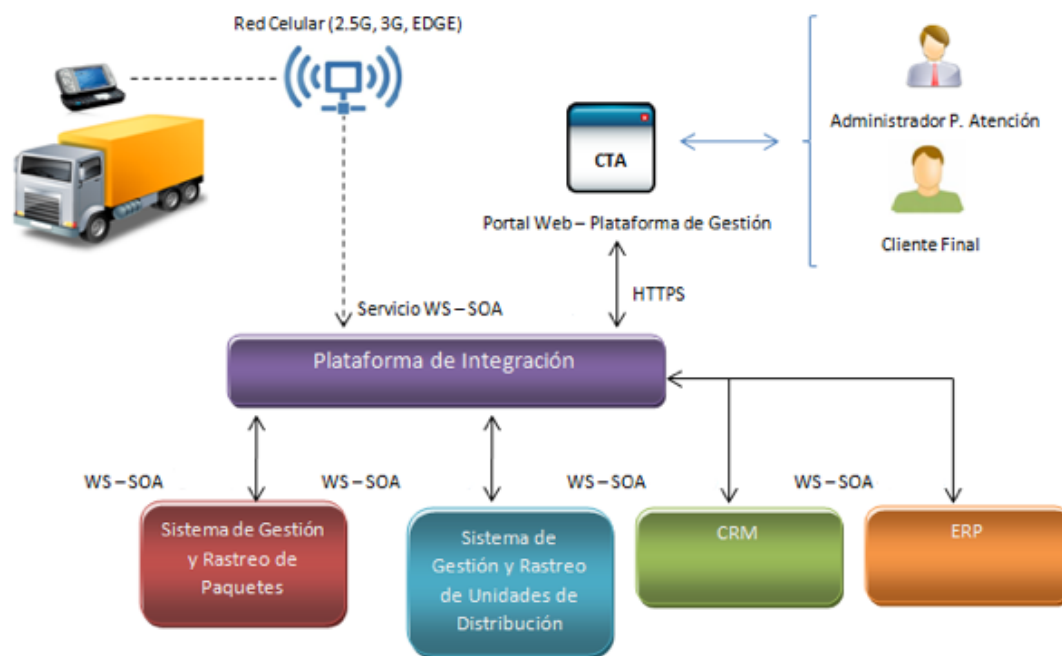 Red Celular (2.5G, 3G, EDGE)
CTA
Administrador P. Atención
Portal Web – Plataforma de Gestión
Cliente Final
HTTPS
Servicio WS – SOA
Plataforma de Integración
WS – SOA
WS – SOA
WS – SOA
WS – SOA
Sistema de Gestión
y Rastreo de
Paquetes
Sistema de
Gestión y Rastreo
de Unidades de
Distribución
CRM
ERP